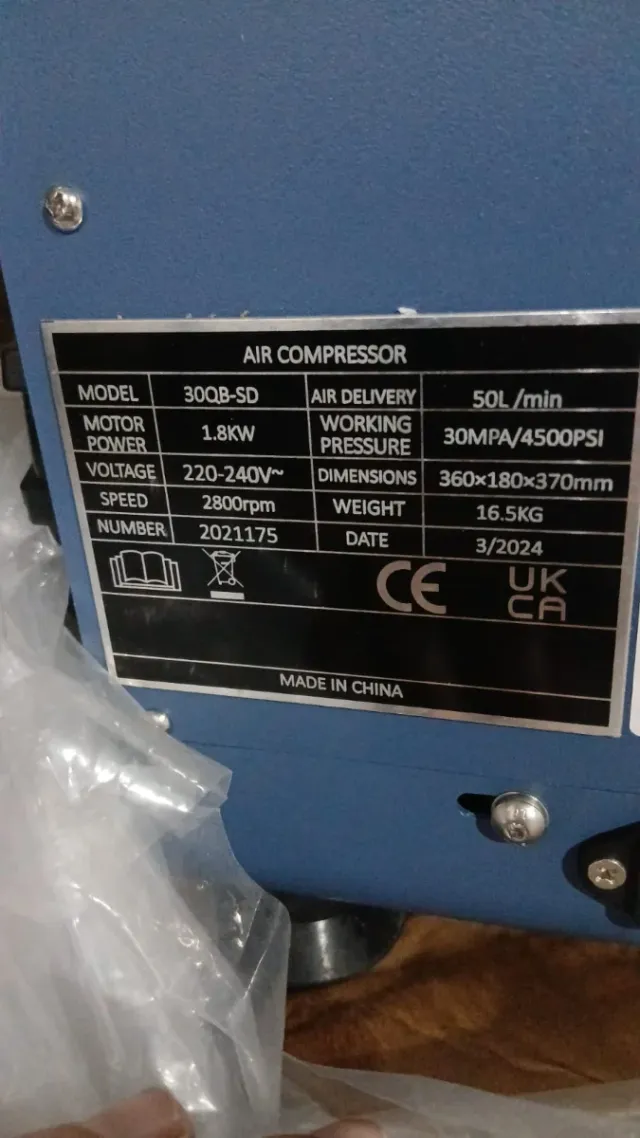 AIR COMPRESSOR
MODEL 30QB-SD AIR DELIVERY 50L/min
MOTOR POWER 1.8KW WORKING PRESSURE 30MPA/4500PSI
VOLTAGE 220-240V~ DIMENSIONS 360×180×370mm
SPEED 2800rpm WEIGHT 16.5KG
NUMBER 2021175 DATE 3/2024
CE UK
CA
MADE IN CHINA